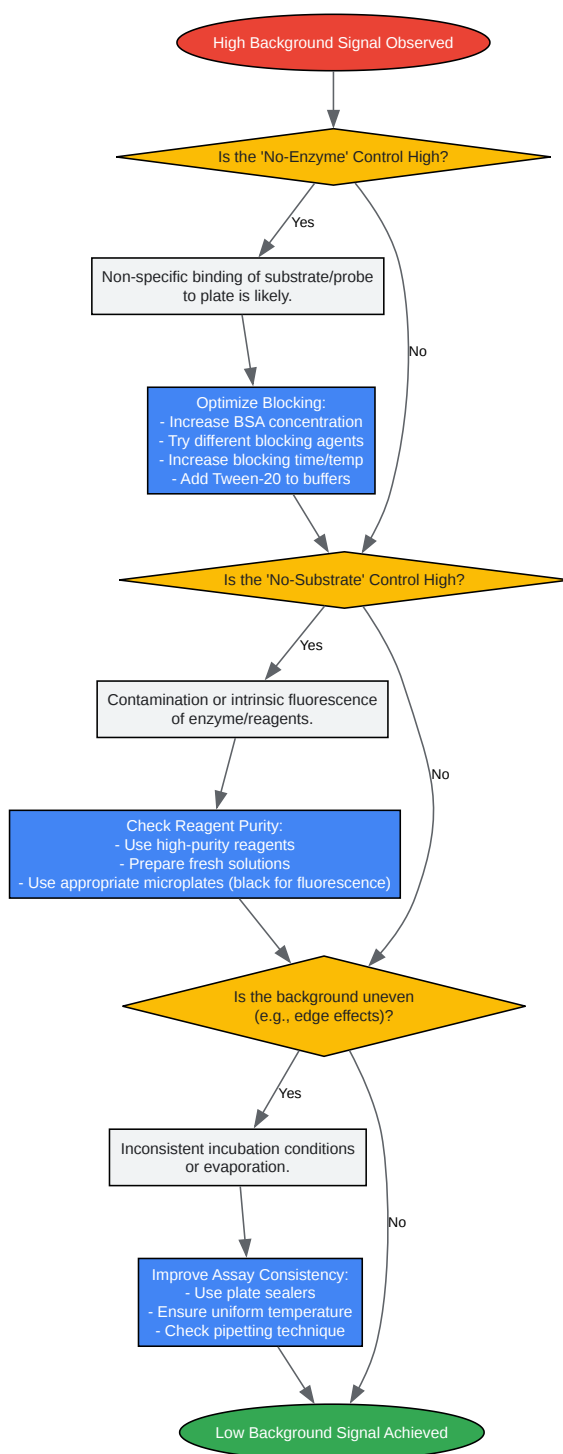 High Background Signal Observed
Is the 'No-Enzyme' Control High?
Yes
Non-specific binding of substrate/probe
to plate is likely.
No
Optimize Blocking:
- Increase BSA concentration
- Try different blocking agents
- Increase blocking time/temp
- Add Tween-20 to buffers
Is the 'No-Substrate' Control High?
Yes
Contamination or intrinsic fluorescence
of enzyme/reagents.
No
Check Reagent Purity:
- Use high-purity reagents
- Prepare fresh solutions
- Use appropriate microplates (black for fluorescence)
Is the background uneven
(e.g., edge effects)?
Yes
Inconsistent incubation conditions
or evaporation.
No
Improve Assay Consistency:
- Use plate sealers
- Ensure uniform temperature
- Check pipetting technique
Low Background Signal Achieved